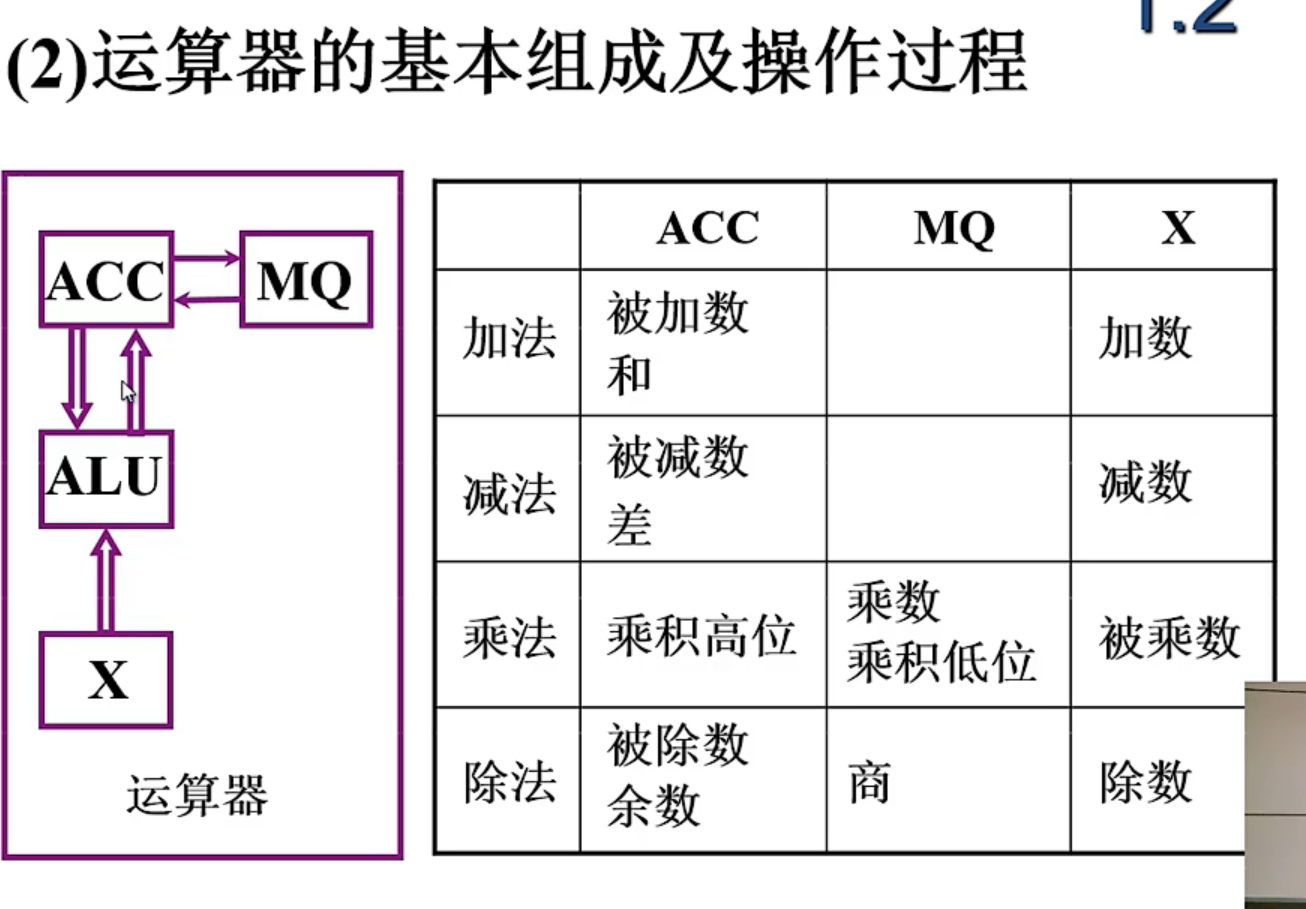 1.2
(2)运算器的基本组成及操作过程
ACC
MQ
ALU
X
运算器
ACC MQ X
加法 被加数 加数
和
减法 被减数 减数
差
乘法 乘积高位 乘数 被乘数
乘积低位
除法 被除数 商 除数
余数